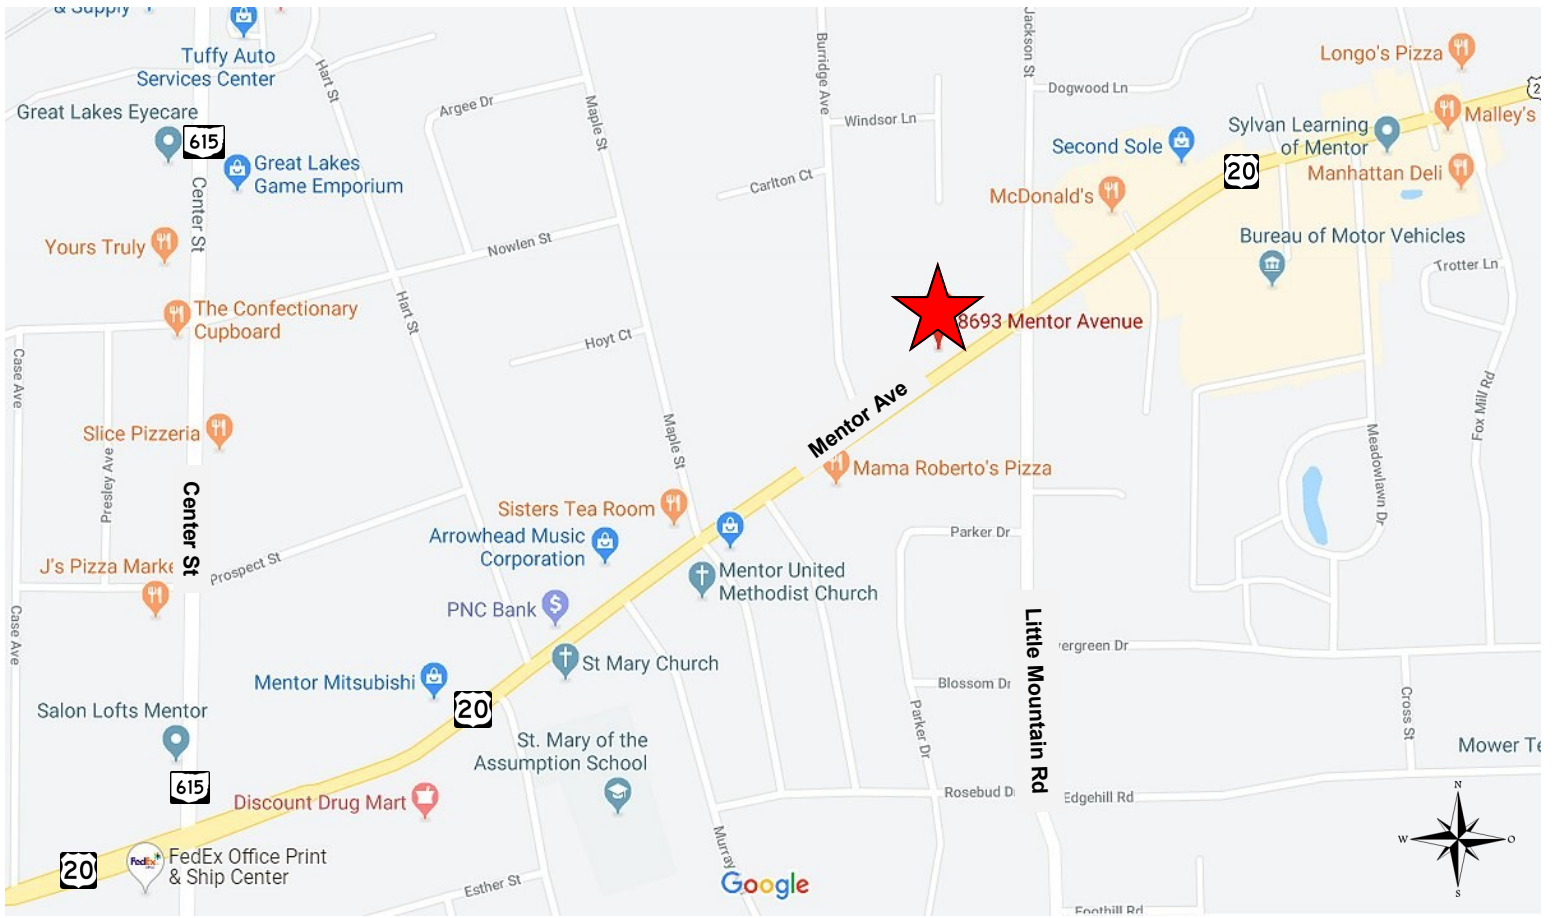 & Supply
Tuffy Auto
Services Center
Hart St
Argee Dr
Maple St
Burridge Ave
Jackson St
Dogwood Ln
Longo's Pizza
Malley's
Great Lakes Eyecare
615
Great Lakes
Game Emporium
Center St
Windsor Ln
Carlton Ct
Second Sole
Sylvan Learning
of Mentor
20
McDonald's
Manhattan Deli
Yours Truly
Nowlen St
Bureau of Motor Vehicles
Trotter Ln
The Confectionary
Cupboard
Hart St
Hoyt Ct
8693 Mentor Avenue
Case Ave
Mentor Ave
Fox Mill Rd
Slice Pizzeria
Presley Ave
Maple St
Meadowlawn Dr
Mama Roberto's Pizza
Center St
Sisters Tea Room
Arrowhead Music
Corporation
Parker Dr
J's Pizza Marke
Prospect St
Mentor United
Methodist Church
PNC Bank
Case Ave
Little Mountain Rd
vergreen Dr
St Mary Church
Mentor Mitsubishi
20
Blossom Dr
Parker Dr
Cross St
Salon Lofts Mentor
St. Mary of the
Assumption School
Mower Te
615
Discount Drug Mart
Rosebud D
Edgehill Rd
N
W
O
S
Murray
20
FedEx
FedEx Office Print
& Ship Center
Esther St
Google
Foothill Rd